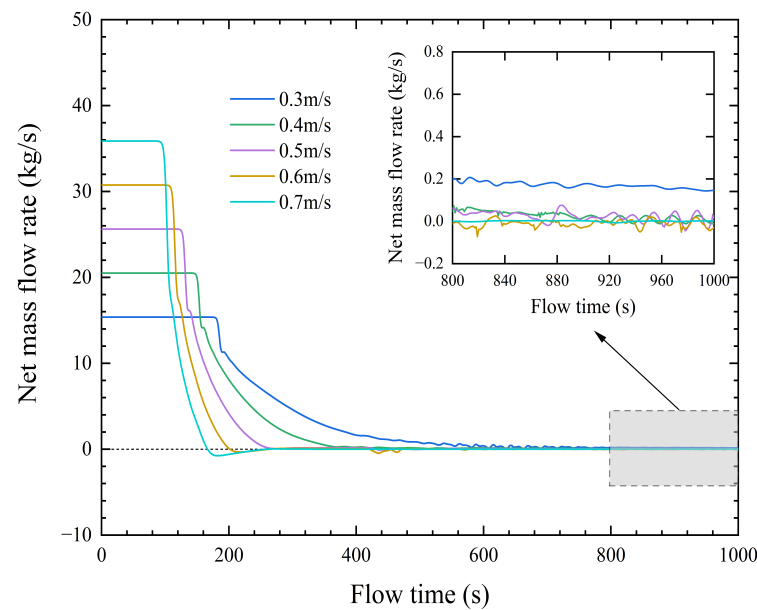 50
40
30
20
10
0
−10
Net mass flow rate (kg/s)
0
200
400
600
800
1000
Flow time (s)
0.3m/s
0.4m/s
0.5m/s
0.6m/s
0.7m/s
0.8
0.6
0.4
0.2
0.0
−0.2
Net mass flow rate (kg/s)
800
840
880
920
960
1000
Flow time (s)